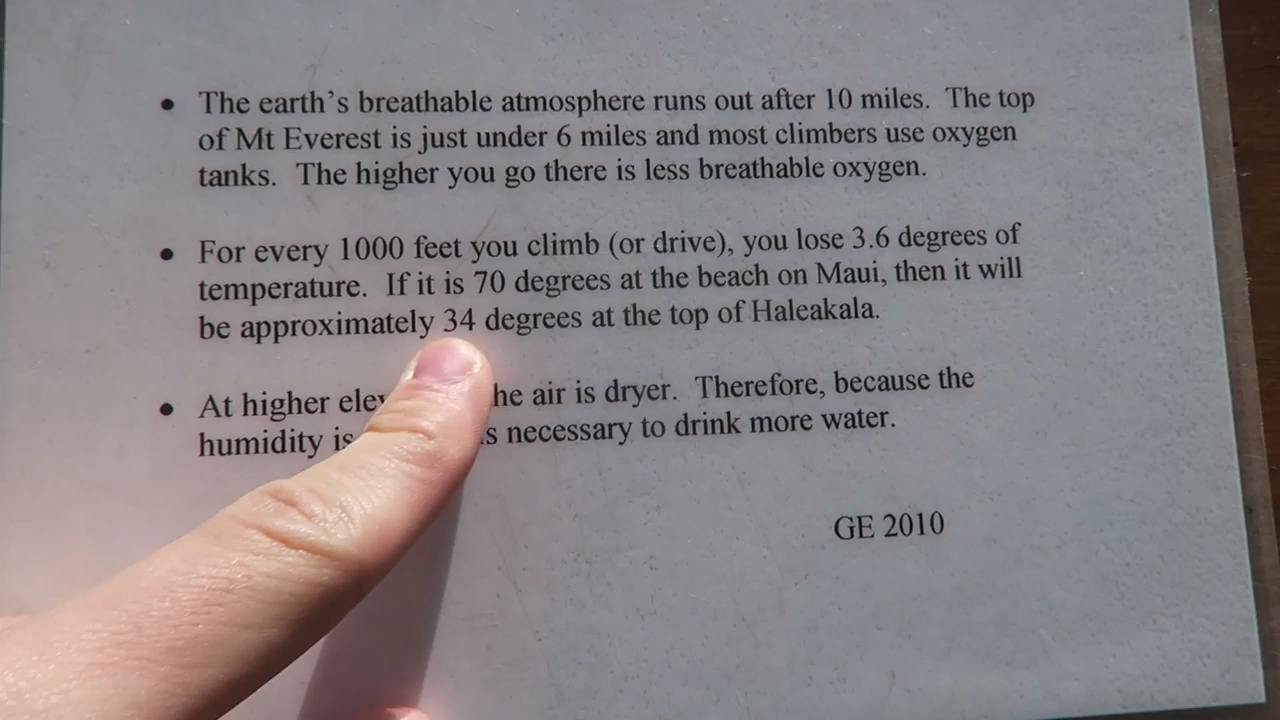 • The earth's breathable atmosphere runs out after 10 miles. The top
of Mt Everest is just under 6 miles and most climbers use oxygen
tanks. The higher you go there is less breathable oxygen.
• For every 1000 feet you climb (or drive), you lose 3.6 degrees of
temperature. If it is 70 degrees at the beach on Maui, then it will
be approximately 34 degrees at the top of Haleakala.
• At higher air is dryer. Therefore, because the
humidity is necessary to drink more water.
GE 2010